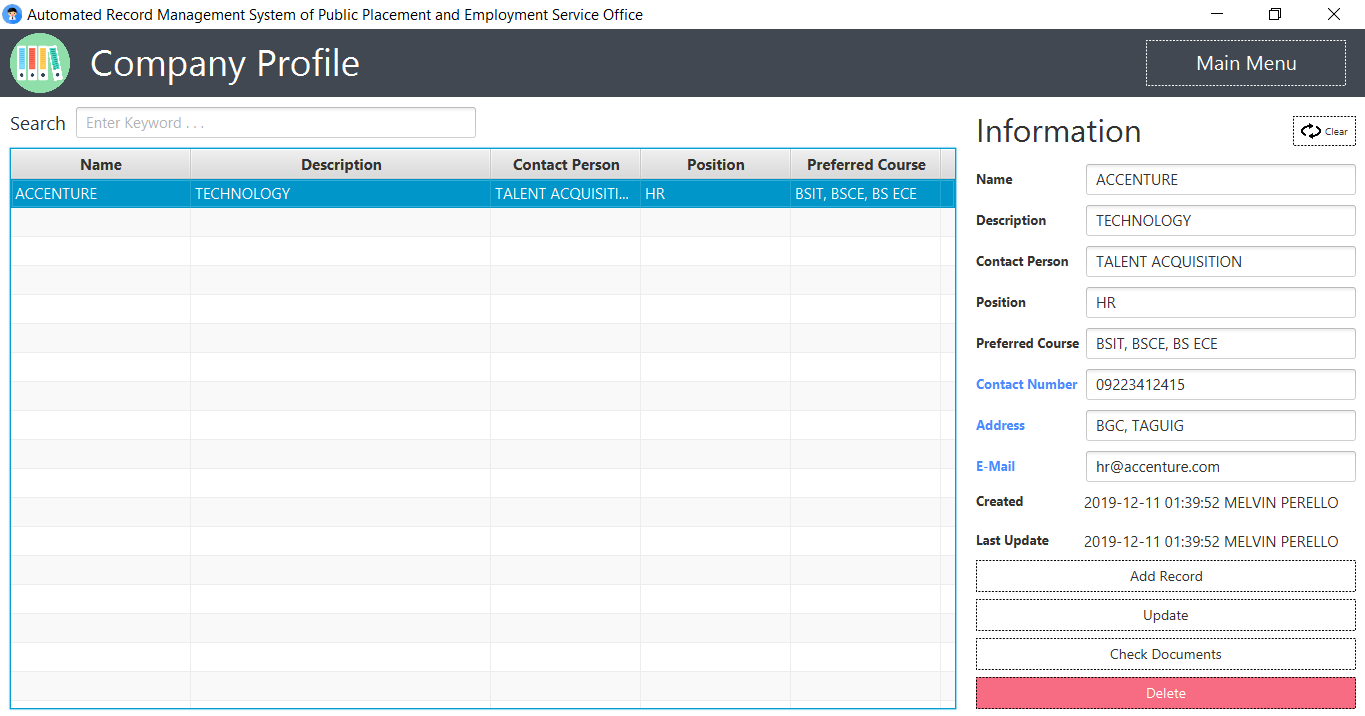 Automated Record Management System of Public Placement and Employment Service Office
Company Profile
Main Menu
Search Enter Keyword . . .
Name Description Contact Person Position Preferred Course
ACCENTURE TECHNOLOGY TALENT ACQUISITI... HR BSIT, BSCE, BS ECE
Information Clear
Name ACCENTURE
Description TECHNOLOGY
Contact Person TALENT ACQUISITION
Position HR
Preferred Course BSIT, BSCE, BS ECE
Contact Number 09223412415
Address BGC, TAGUIG
E-Mail hr@accenture.com
Created 2019-12-11 01:39:52 MELVIN PERELLO
Last Update 2019-12-11 01:39:52 MELVIN PERELLO
Add Record
Update
Check Documents
Delete